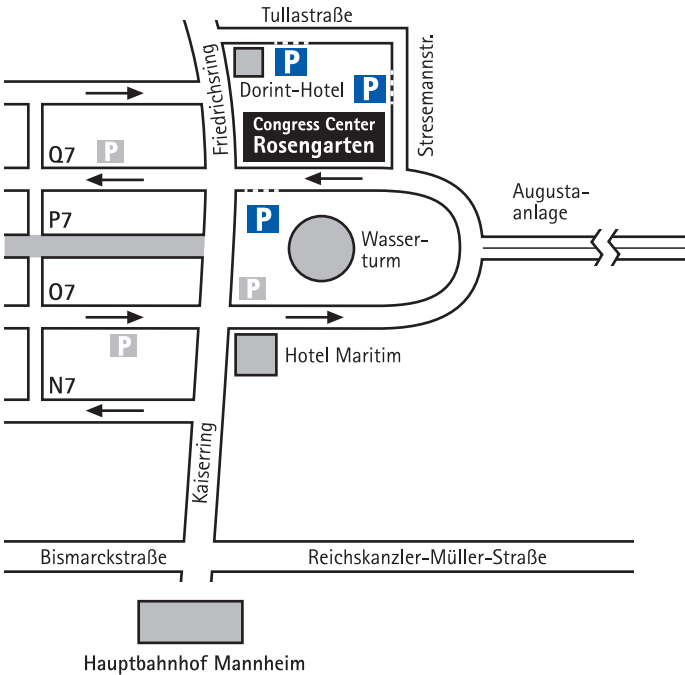 Tullastraße
Friedrichsring
P
Dorint-Hotel
P
Stresemannstr.
Congress Center
Rosengarten
Q7
P
P7
P
Wasser-
turm
Augusta-
anlage
O7
P
P
Hotel Maritim
N7
Kaiserring
Bismarckstraße
Reichskanzler-Müller-Straße
Hauptbahnhof Mannheim